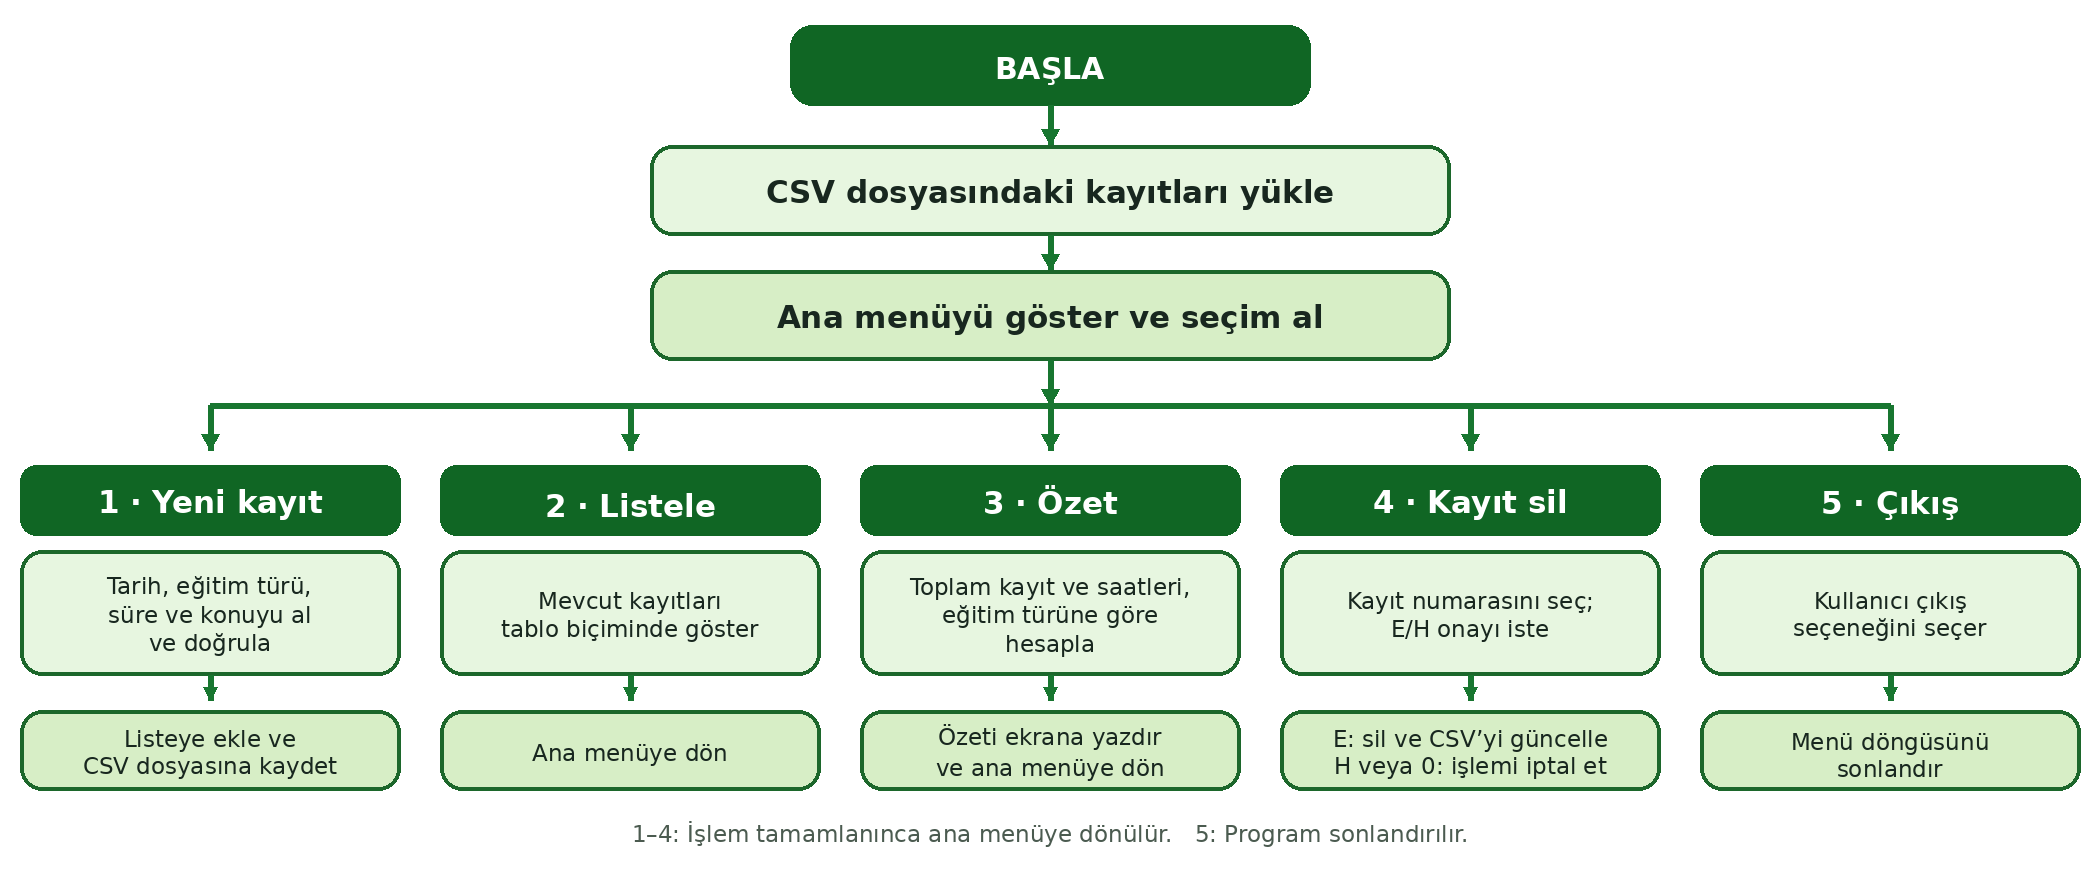 BAŞLA
CSV dosyasındaki kayıtları yükle
Ana menüyü göster ve seçim al
1 · Yeni kayıt
Tarih, eğitim türü,
süre ve konuyu al
ve doğrula
Listeye ekle ve
CSV dosyasına kaydet
2 · Listele
Mevcut kayıtları
tablo biçiminde göster
Ana menüye dön
3 · Özet
Toplam kayıt ve saatleri,
eğitim türüne göre
hesapla
Özeti ekrana yazdır
ve ana menüye dön
4 · Kayıt sil
Kayıt numarasını seç;
E/H onayı iste
E: sil ve CSV’yi güncelle
H veya 0: işlemi iptal et
5 · Çıkış
Kullanıcı çıkış
seçeneğini seçer
Menü döngüsünü
sonlandır
1–4: İşlem tamamlanınca ana menüye dönülür. 5: Program sonlandırılır.